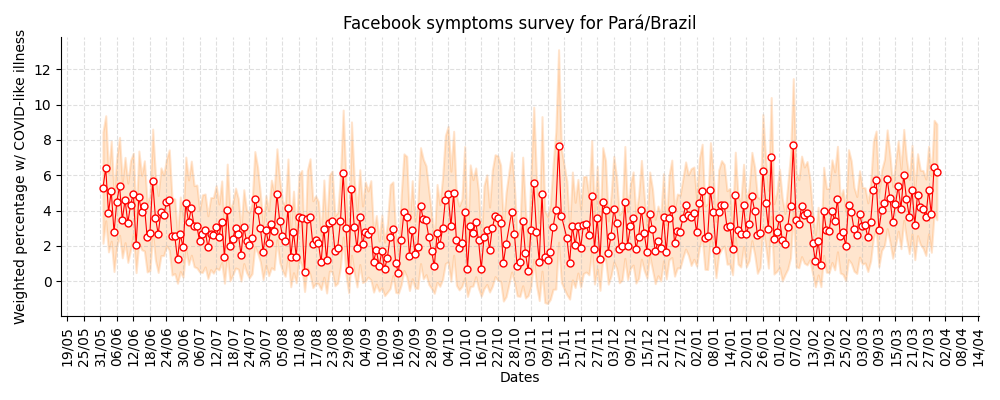 Facebook symptoms survey for Pará/Brazil
Weighted percentage w/ COVID-like illness
12
10
8
6
4
2
0
19/05 25/05 31/05 06/06 12/06 18/06 24/06 30/06 06/07 12/07 18/07 24/07 30/07 05/08 11/08 17/08 23/08 29/08 04/09 10/09 16/09 22/09 28/09 04/10 10/10 16/10 22/10 28/10 03/11 09/11 15/11 21/11 27/11 03/12 09/12 15/12 21/12 27/12 02/01 08/01 14/01 20/01 26/01 01/02 07/02 13/02 19/02 25/02 03/03 09/03 15/03 21/03 27/03 02/04 08/04 14/04
Dates